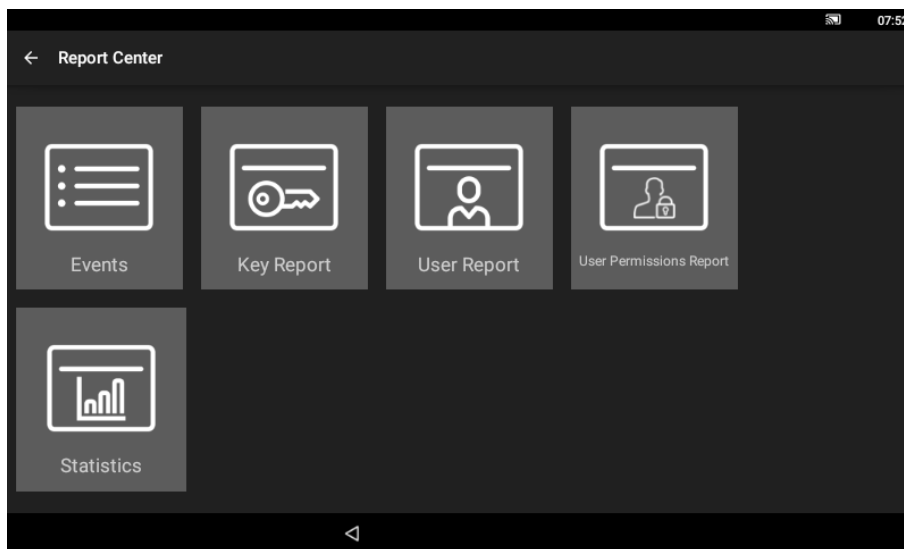 07:52
Report Center
Events
Key Report
User Report
User Permissions Report
Statistics